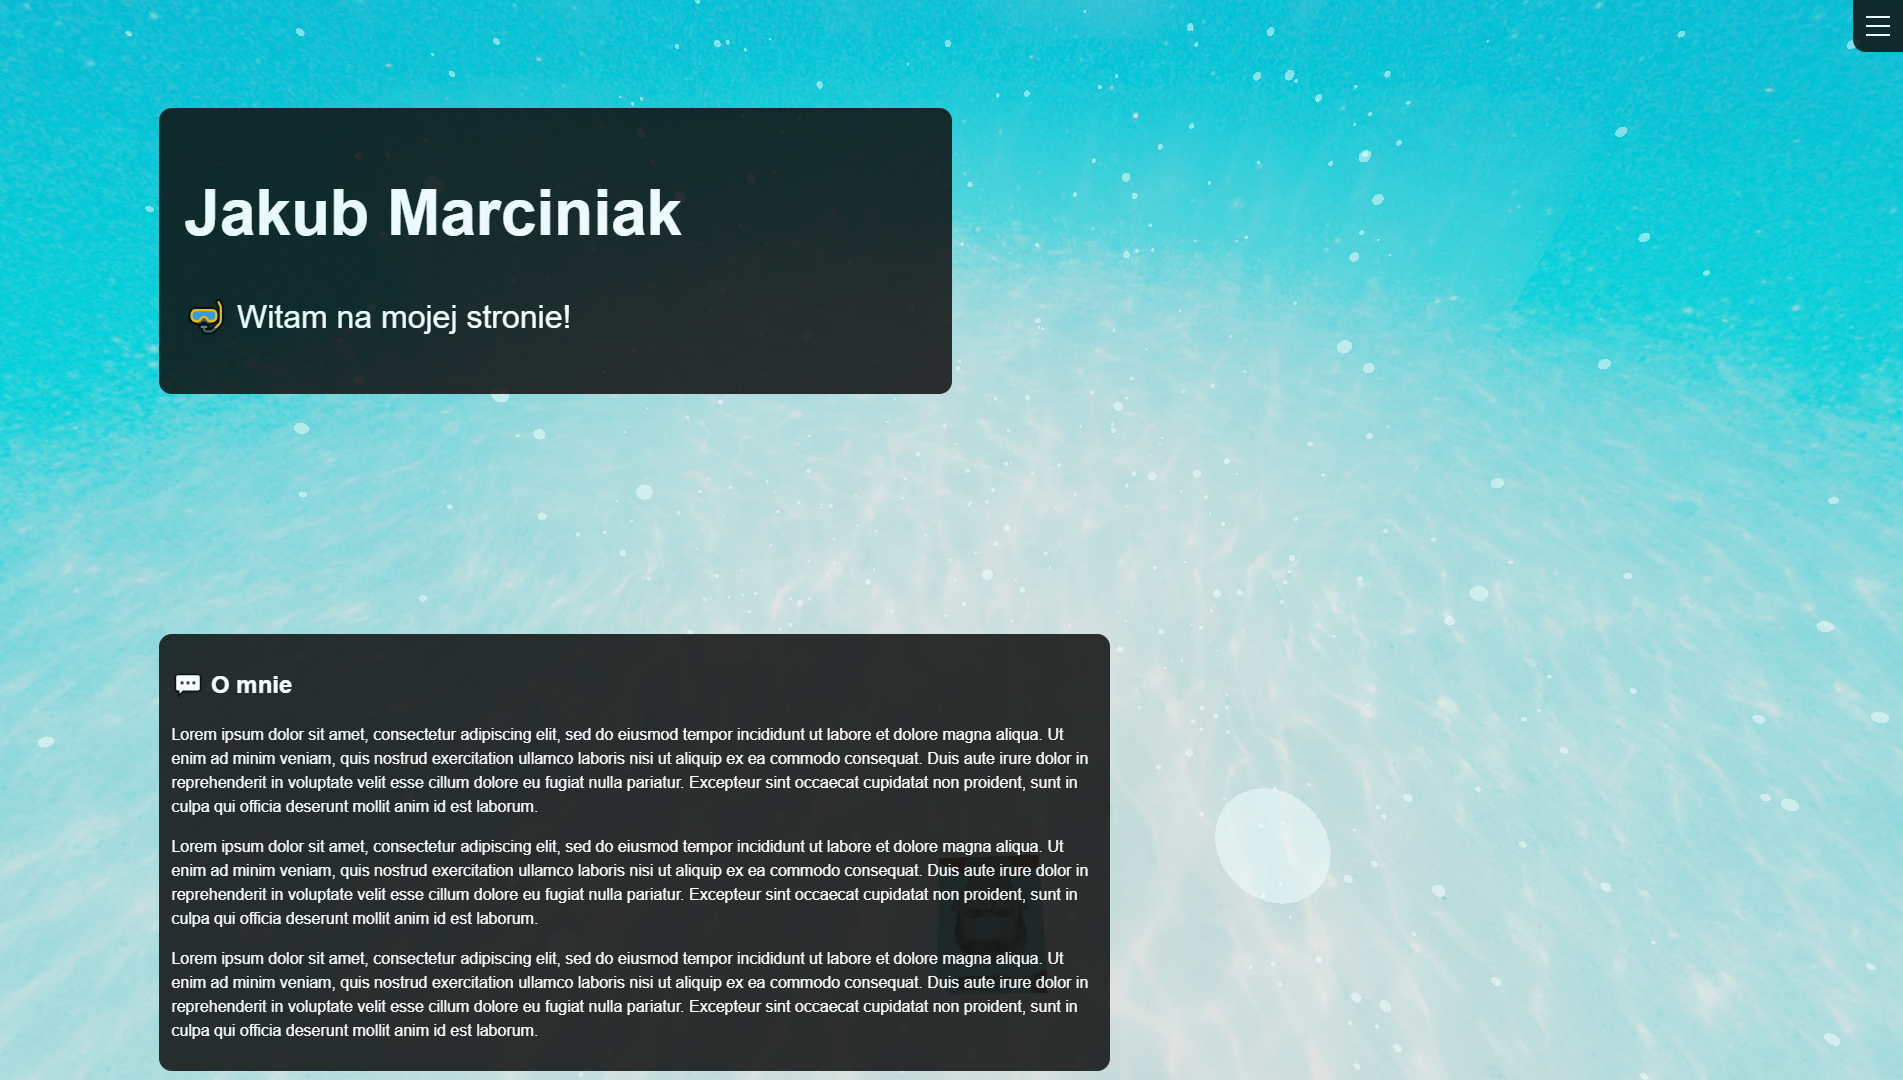 Jakub Marciniak
🤿 Witam na mojej stronie!
💬 O mnie
Lorem ipsum dolor sit amet, consectetur adipiscing elit, sed do eiusmod tempor incididunt ut labore et dolore magna aliqua. Ut
enim ad minim veniam, quis nostrud exercitation ullamco laboris nisi ut aliquip ex ea commodo consequat. Duis aute irure dolor in
reprehenderit in voluptate velit esse cillum dolore eu fugiat nulla pariatur. Excepteur sint occaecat cupidatat non proident, sunt in
culpa qui officia deserunt mollit anim id est laborum.
Lorem ipsum dolor sit amet, consectetur adipiscing elit, sed do eiusmod tempor incididunt ut labore et dolore magna aliqua. Ut
enim ad minim veniam, quis nostrud exercitation ullamco laboris nisi ut aliquip ex ea commodo consequat. Duis aute irure dolor in
reprehenderit in voluptate velit esse cillum dolore eu fugiat nulla pariatur. Excepteur sint occaecat cupidatat non proident, sunt in
culpa qui officia deserunt mollit anim id est laborum.
Lorem ipsum dolor sit amet, consectetur adipiscing elit, sed do eiusmod tempor incididunt ut labore et dolore magna aliqua. Ut
enim ad minim veniam, quis nostrud exercitation ullamco laboris nisi ut aliquip ex ea commodo consequat. Duis aute irure dolor in
reprehenderit in voluptate velit esse cillum dolore eu fugiat nulla pariatur. Excepteur sint occaecat cupidatat non proident, sunt in
culpa qui officia deserunt mollit anim id est laborum.